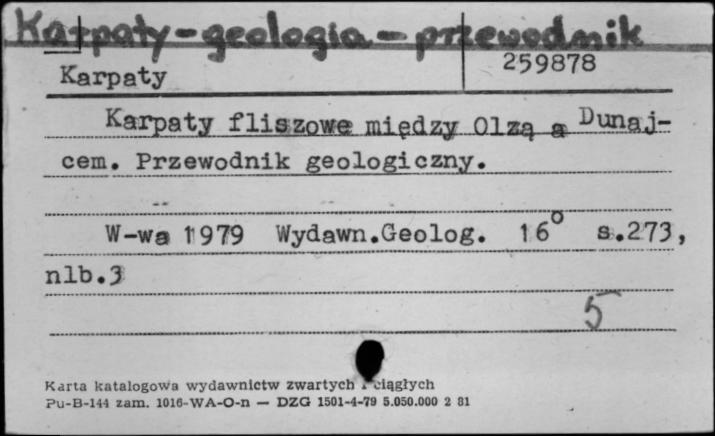 Karpaty-geologia-przewodnik
Karpaty
259878
Karpaty fliszowe między Olzą a Dunaj-
cem. Przewodnik geologiczny.
W-wa 1979 Wydawn.Geolog. 16° s.273,
nlb.3
5
Karta katalogowa wydawnictw zwartych i ciągłych
Pu-B-144 zam. 1016-WA-O-n — DZG 1501-4-79 5.050.000 2 81